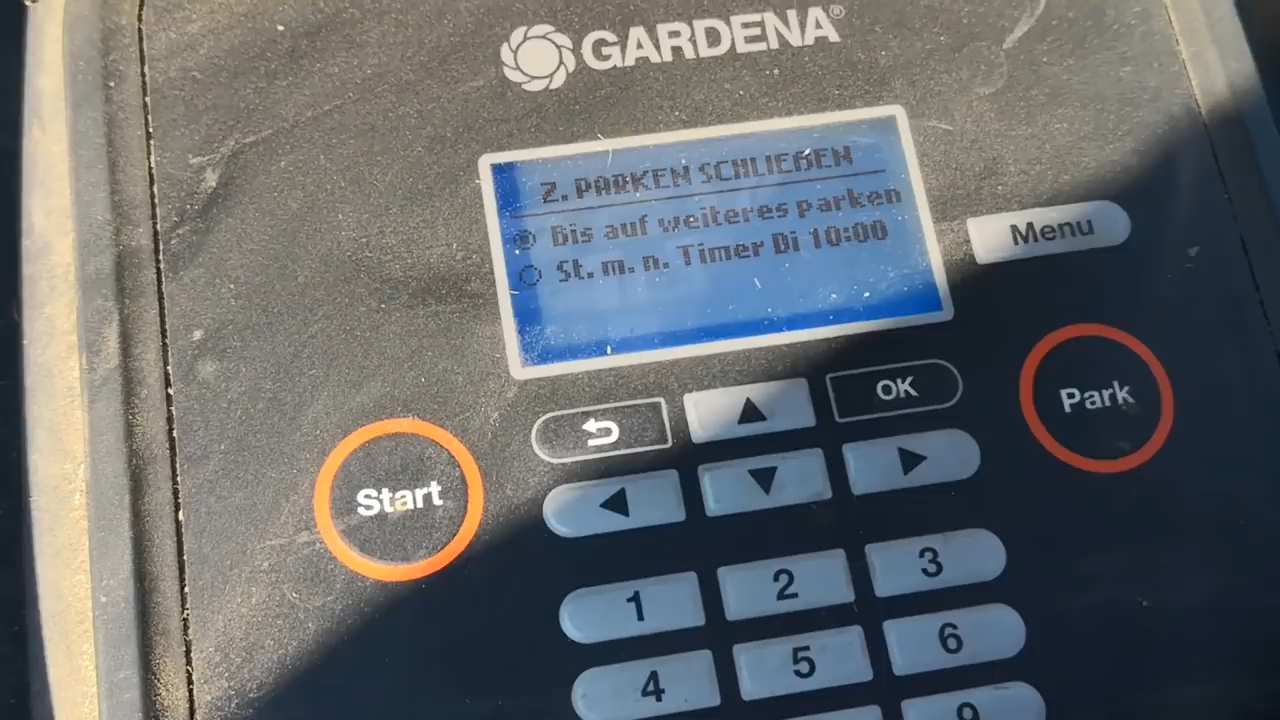 GARDENA®
Z. PARKEN SCHLIEẞEN
Bis auf weiteres parken
St. m. n. Timer Di 10:00
Menu
OK
Park
Start
1 2 3
4 5 6
9